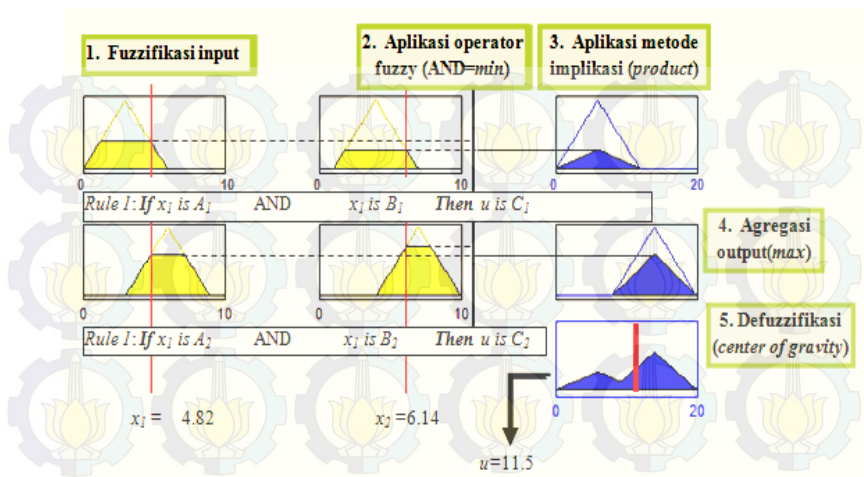 1. Fuzzifikasi input
2. Aplikasi operator
fuzzy (AND=min)
3. Aplikasi metode
implikasi (product)
0 10
0 10
0 20
Rule 1: If x1 is A1 AND x1 is B1 Then u is C1
4. Agregasi
output(max)
0 10
0 10
0 20
Rule 1: If x1 is A2 AND x1 is B2 Then u is C2
5. Defuzzifikasi
(center of gravity)
0 20
x1 = 4.82
x2 =6.14
u=11.5